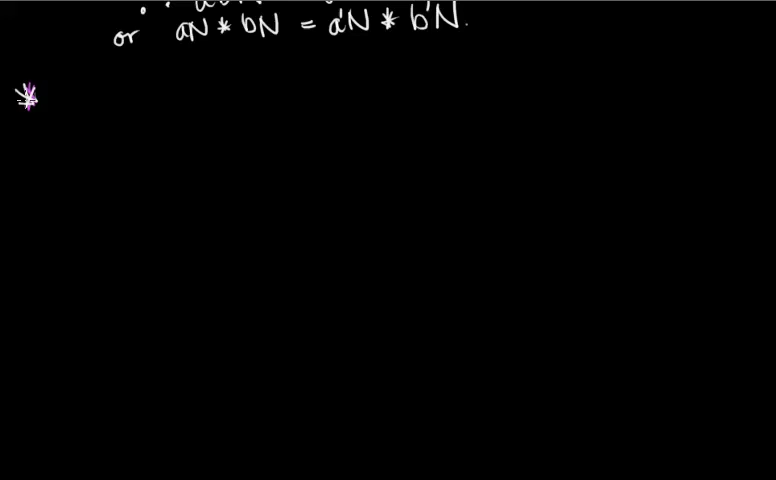 or aN * bN = a'N * b'N.
*